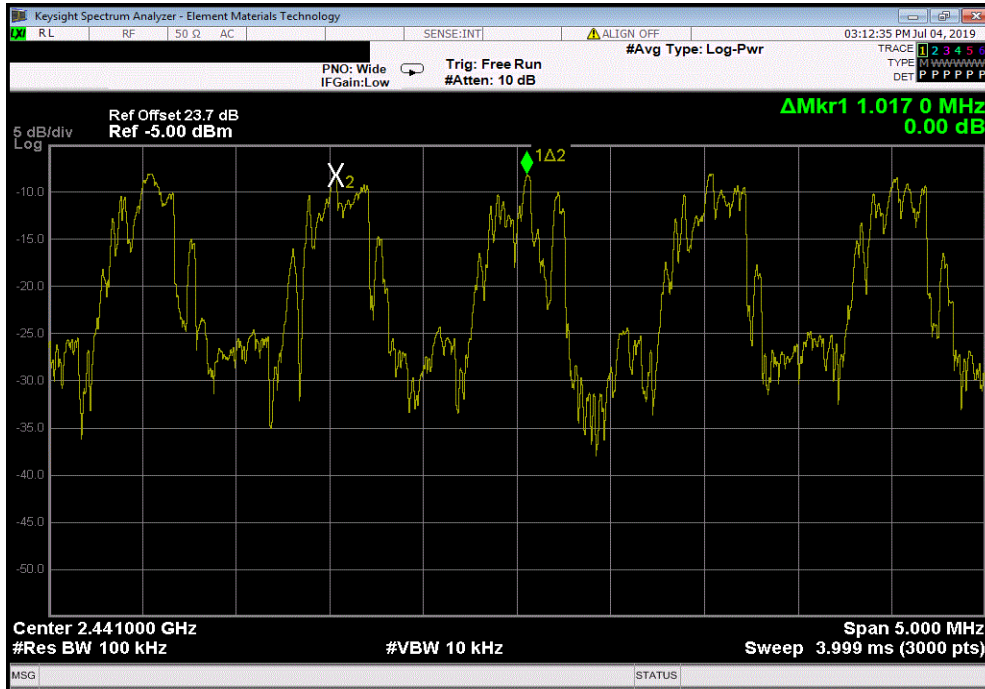 Keysight Spectrum Analyzer - Element Materials Technology
LXI RL RF 50 Ω AC SENSE:INT ALIGN OFF 03:12:35 PM Jul 04, 2019
#Avg Type: Log-Pwr TRACE 1 2 3 4 5 6
PNO: Wide Trig: Free Run TYPE M WWWWW
IFGain:Low #Atten: 10 dB DET P P P P P P
ΔMkr1 1.017 0 MHz
0.00 dB
Ref Offset 23.7 dB
5 dB/div Ref -5.00 dBm
Log
1Δ2
X2
-10.0
-15.0
-20.0
-25.0
-30.0
-35.0
-40.0
-45.0
-50.0
Center 2.441000 GHz Span 5.000 MHz
#Res BW 100 kHz #VBW 10 kHz Sweep 3.999 ms (3000 pts)
MSG STATUS